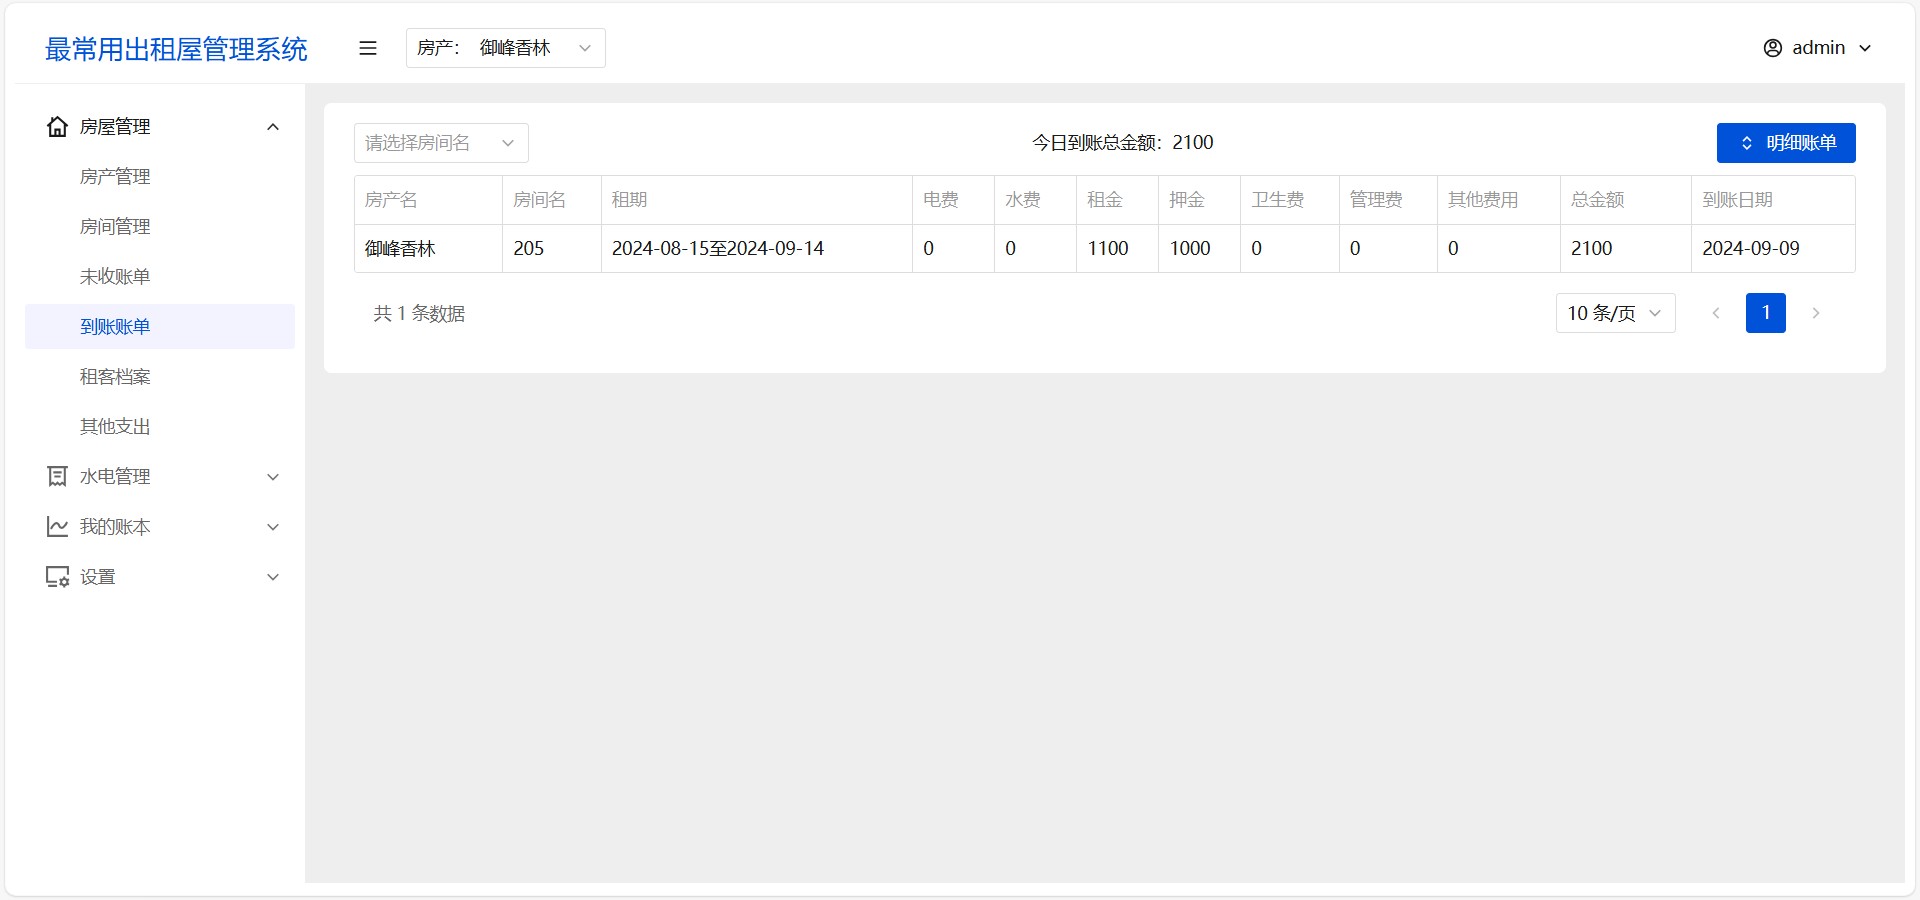 最常用出租屋管理系统
房产： 御峰香林
admin
房屋管理
房产管理
房间管理
未收账单
到账账单
租客档案
其他支出
水电管理
我的账本
设置
请选择房间名
今日到账总金额：2100
明细账单
房产名 房间名 租期 电费 水费 租金 押金 卫生费 管理费 其他费用 总金额 到账日期
御峰香林 205 2024-08-15至2024-09-14 0 0 1100 1000 0 0 0 2100 2024-09-09
共 1 条数据
10 条/页
1